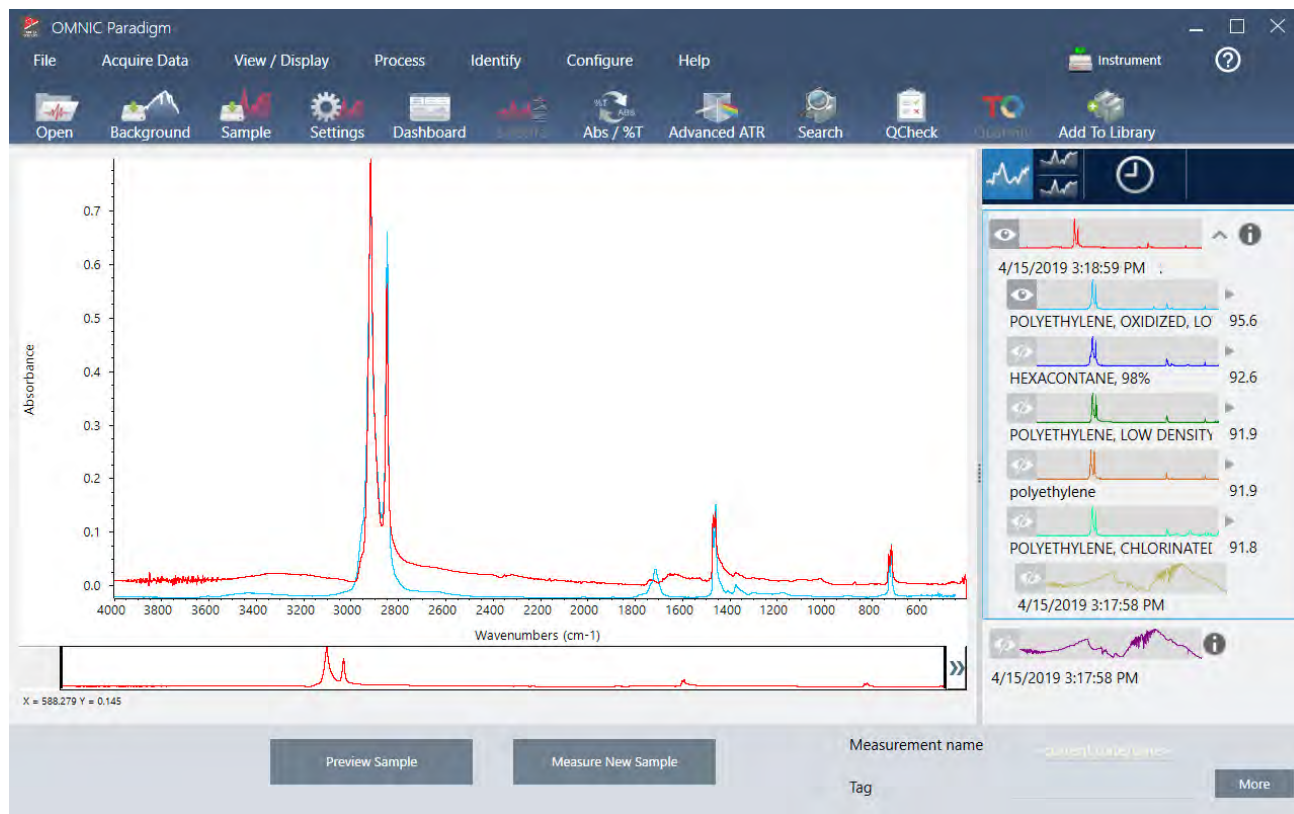 OMNIC Paradigm
File Acquire Data View / Display Process Identify Configure Help Instrument ?
%T ABS TQ
Open Background Sample Settings Dashboard Abs / %T Advanced ATR Search QCheck Add To Library
Absorbance
0.7
0.6
0.5
0.4
0.3
0.2
0.1
0.0
4000 3800 3600 3400 3200 3000 2800 2600 2400 2200 2000 1800 1600 1400 1200 1000 800 600
Wavenumbers (cm-1)
X = 588.279 Y = 0.145
4/15/2019 3:18:59 PM .
POLYETHYLENE, OXIDIZED, LO 95.6
HEXACONTANE, 98% 92.6
POLYETHYLENE, LOW DENSITY 91.9
polyethylene 91.9
POLYETHYLENE, CHLORINATE 91.8
4/15/2019 3:17:58 PM
4/15/2019 3:17:58 PM
Preview Sample Measure New Sample
Measurement name
Tag
More